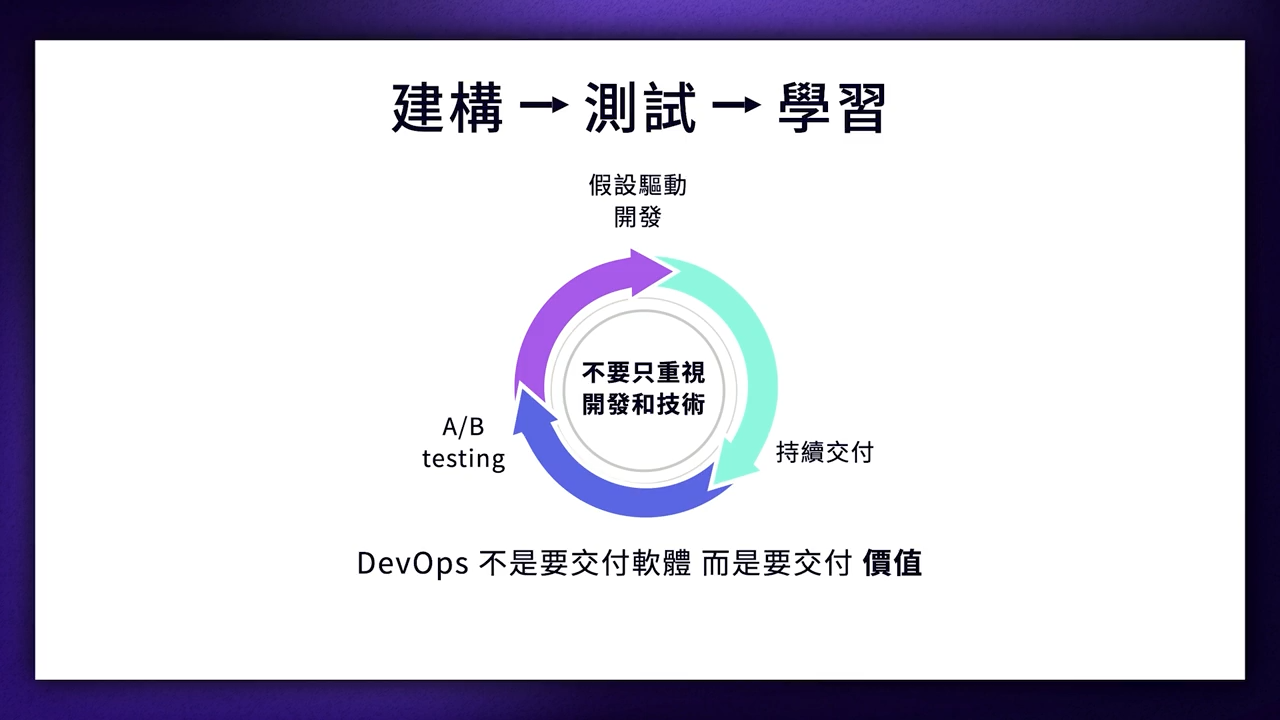 建構 → 測試 → 學習
假設驅動
開發
不要只重視
開發和技術
A/B
testing
持續交付
DevOps 不是要交付軟體 而是要交付 價值